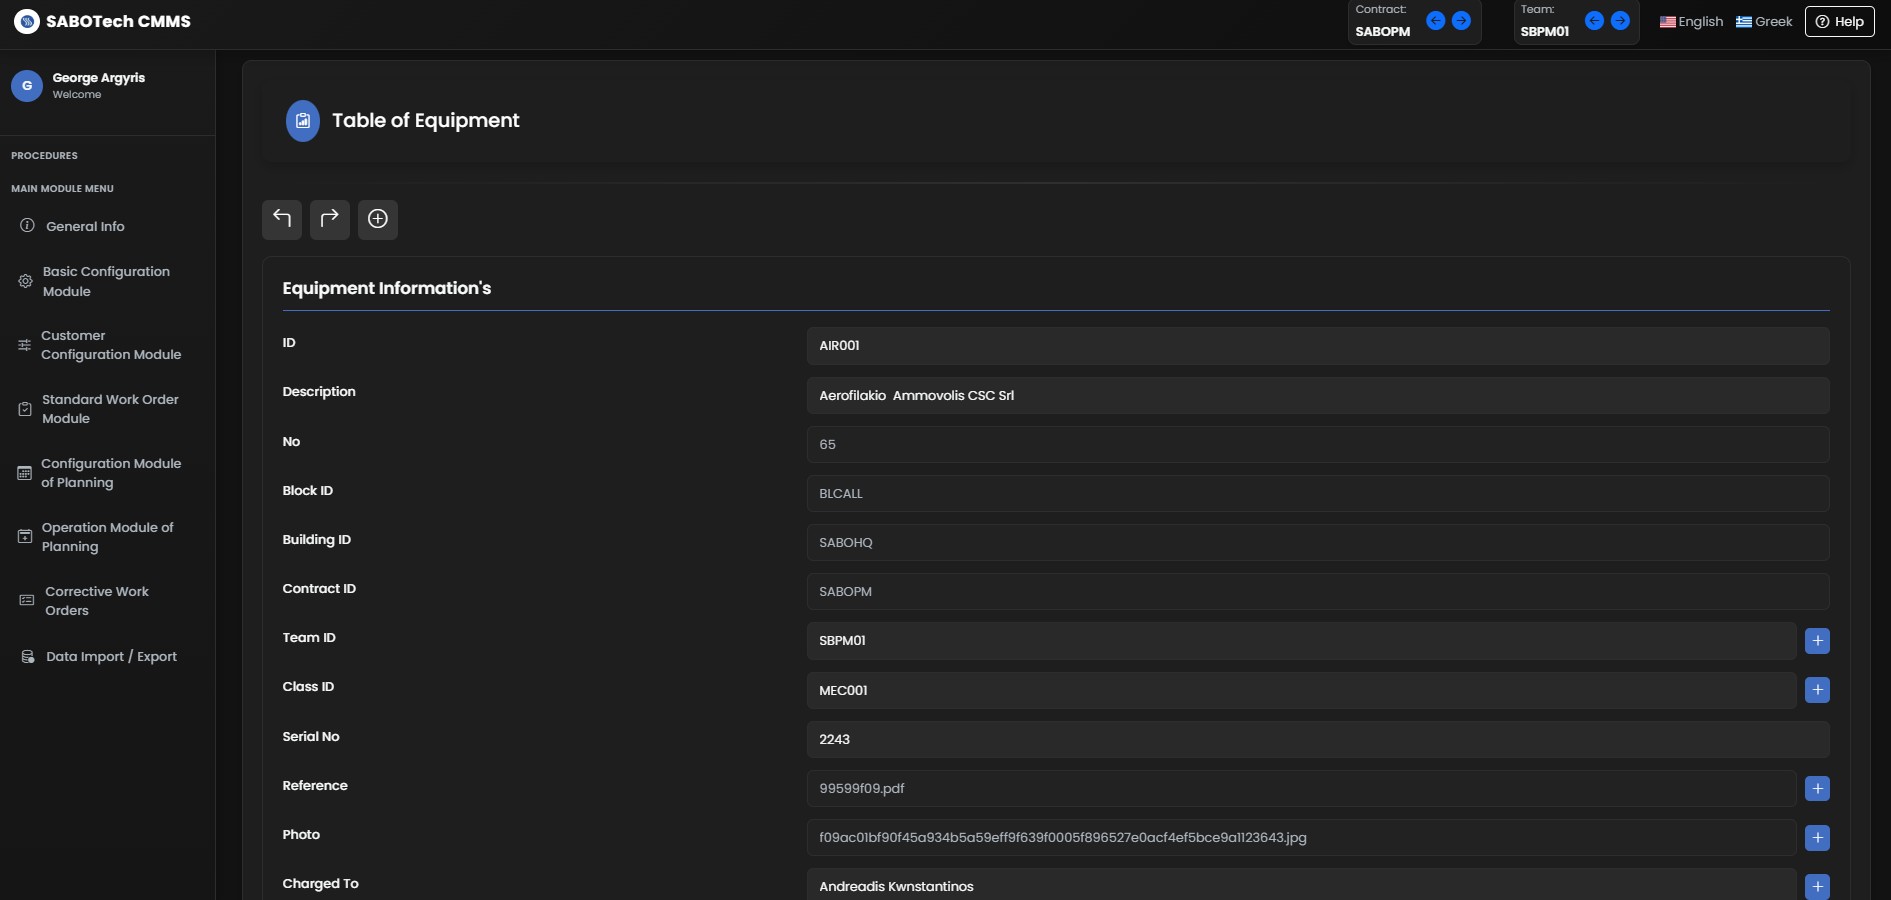 SABOTech CMMS
Contract:
SABOPM
Team:
SBPM01
English
Greek
Help
G
George Argyris
Welcome
PROCEDURES
MAIN MODULE MENU
General Info
Basic Configuration
Module
Customer
Configuration Module
Standard Work Order
Module
Configuration Module
of Planning
Operation Module of
Planning
Corrective Work
Orders
Data Import / Export
Table of Equipment
Equipment Information's
ID
AIR001
Description
Aerofilakio  Ammovolis CSC Srl
No
65
Block ID
BLCALL
Building ID
SABOHQ
Contract ID
SABOPM
Team ID
SBPM01
Class ID
MEC001
Serial No
2243
Reference
99599f09.pdf
Photo
f09ac01bf90f45a934b5a59eff9f639f0005f896527e0acf4ef5bce9a1123643.jpg
Charged To
Andreadis Kwnstantinos